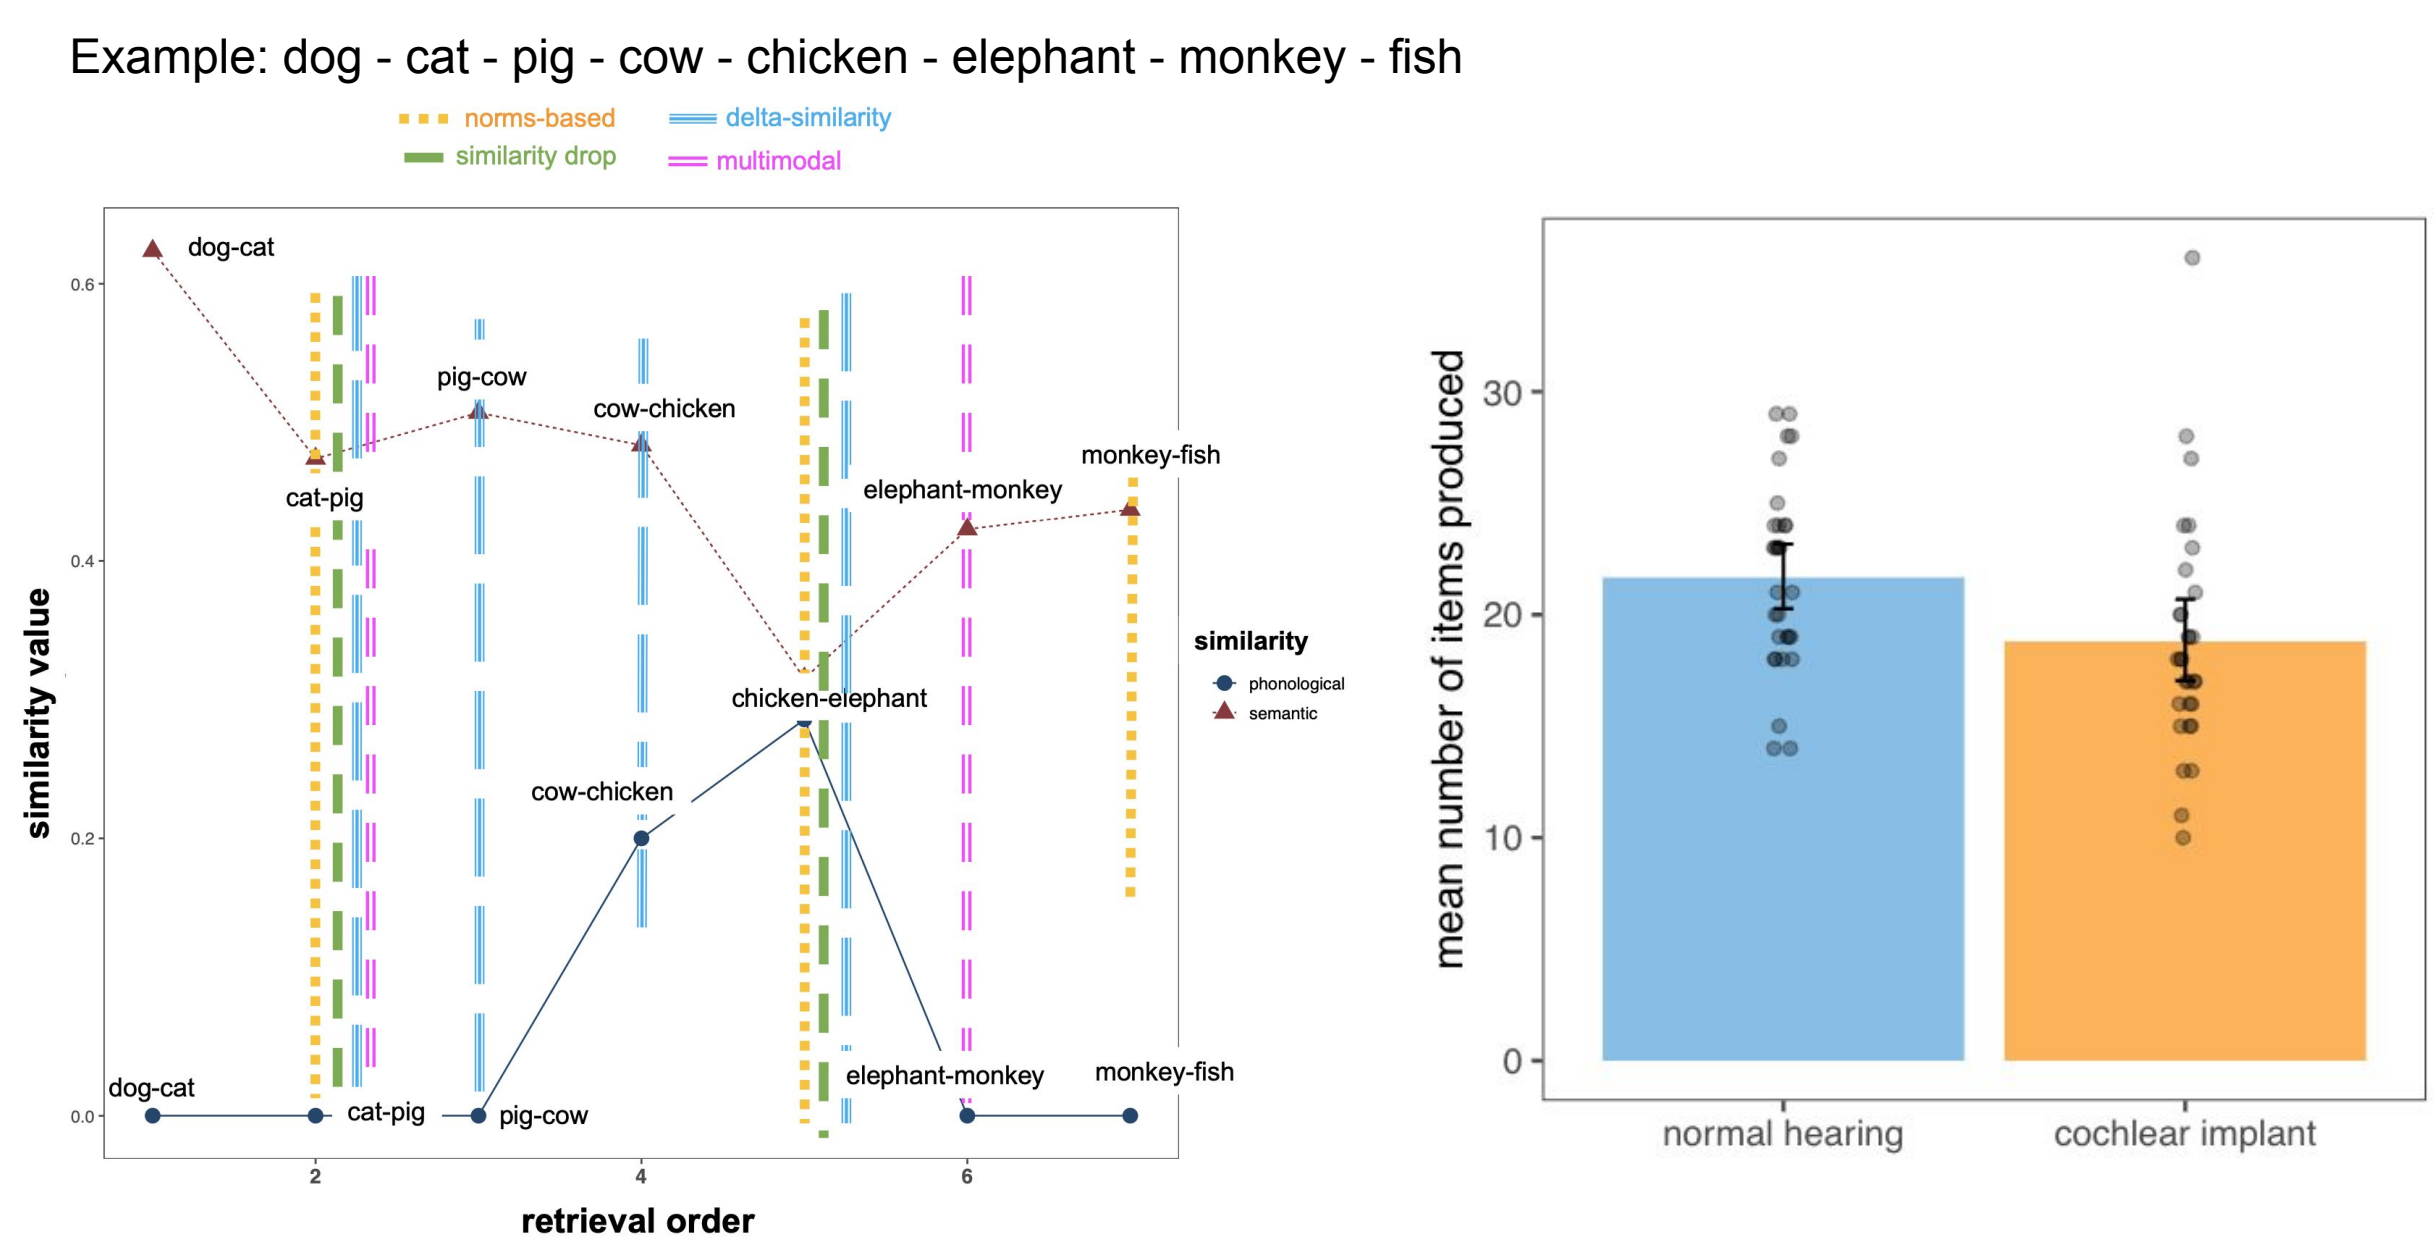 Example: dog - cat - pig - cow - chicken - elephant - monkey - fish
norms-based
delta-similarity
similarity drop
multimodal
similarity value
0.6
0.4
0.2
0.0
dog-cat
cat-pig
pig-cow
cow-chicken
chicken-elephant
elephant-monkey
monkey-fish
cow-chicken
dog-cat
cat-pig
pig-cow
elephant-monkey
monkey-fish
2
4
6
retrieval order
similarity
phonological
semantic
mean number of items produced
30
20
10
0
normal hearing
cochlear implant